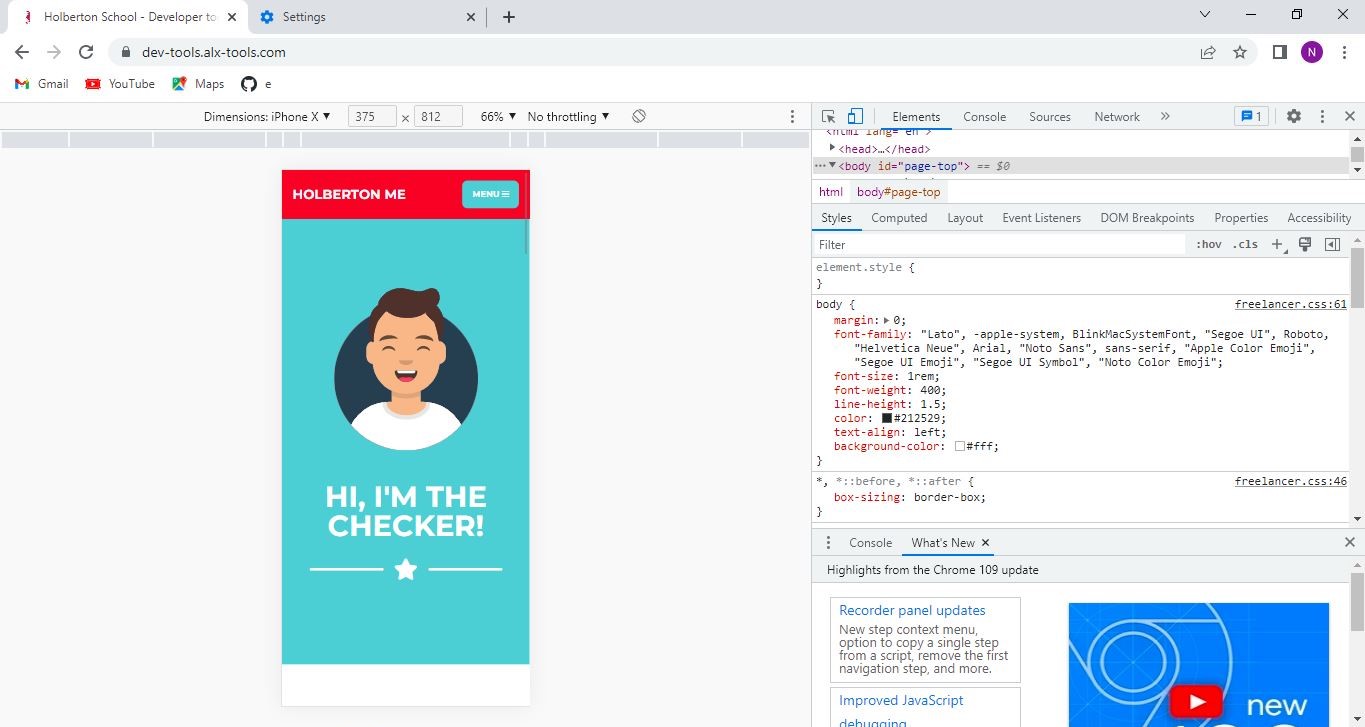 Holberton School - Developer to
Settings
dev-tools.alx-tools.com
N
Gmail
YouTube
Maps
e
Dimensions: iPhone X ▼ 375 × 812 66% ▼ No throttling ▼
HOLBERTON ME
MENU
HI, I'M THE
CHECKER!
Elements Console Sources Network 1
<html lang="en">
<head>…</head>
<body id="page-top"> == $0
html body#page-top
Styles Computed Layout Event Listeners DOM Breakpoints Properties Accessibility
Filter :hov .cls
element.style {
}
body { freelancer.css:61
margin: 0;
font-family: "Lato", -apple-system, BlinkMacSystemFont, "Segoe UI", Roboto,
"Helvetica Neue", Arial, "Noto Sans", sans-serif, "Apple Color Emoji",
"Segoe UI Emoji", "Segoe UI Symbol", "Noto Color Emoji";
font-size: 1rem;
font-weight: 400;
line-height: 1.5;
color: #212529;
text-align: left;
background-color: #fff;
}
*, *::before, *::after { freelancer.css:46
box-sizing: border-box;
}
Console What's New
Highlights from the Chrome 109 update
Recorder panel updates
New step context menu,
option to copy a single step
from a script, remove the first
navigation step, and more.
Improved JavaScript
debugging
new